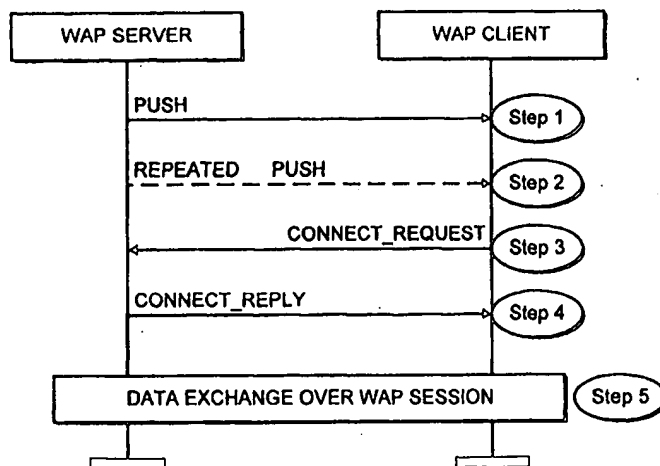 WAP SERVER
WAP CLIENT
PUSH
Step 1
REPEATED PUSH
Step 2
CONNECT_REQUEST
Step 3
CONNECT_REPLY
Step 4
DATA EXCHANGE OVER WAP SESSION
Step 5